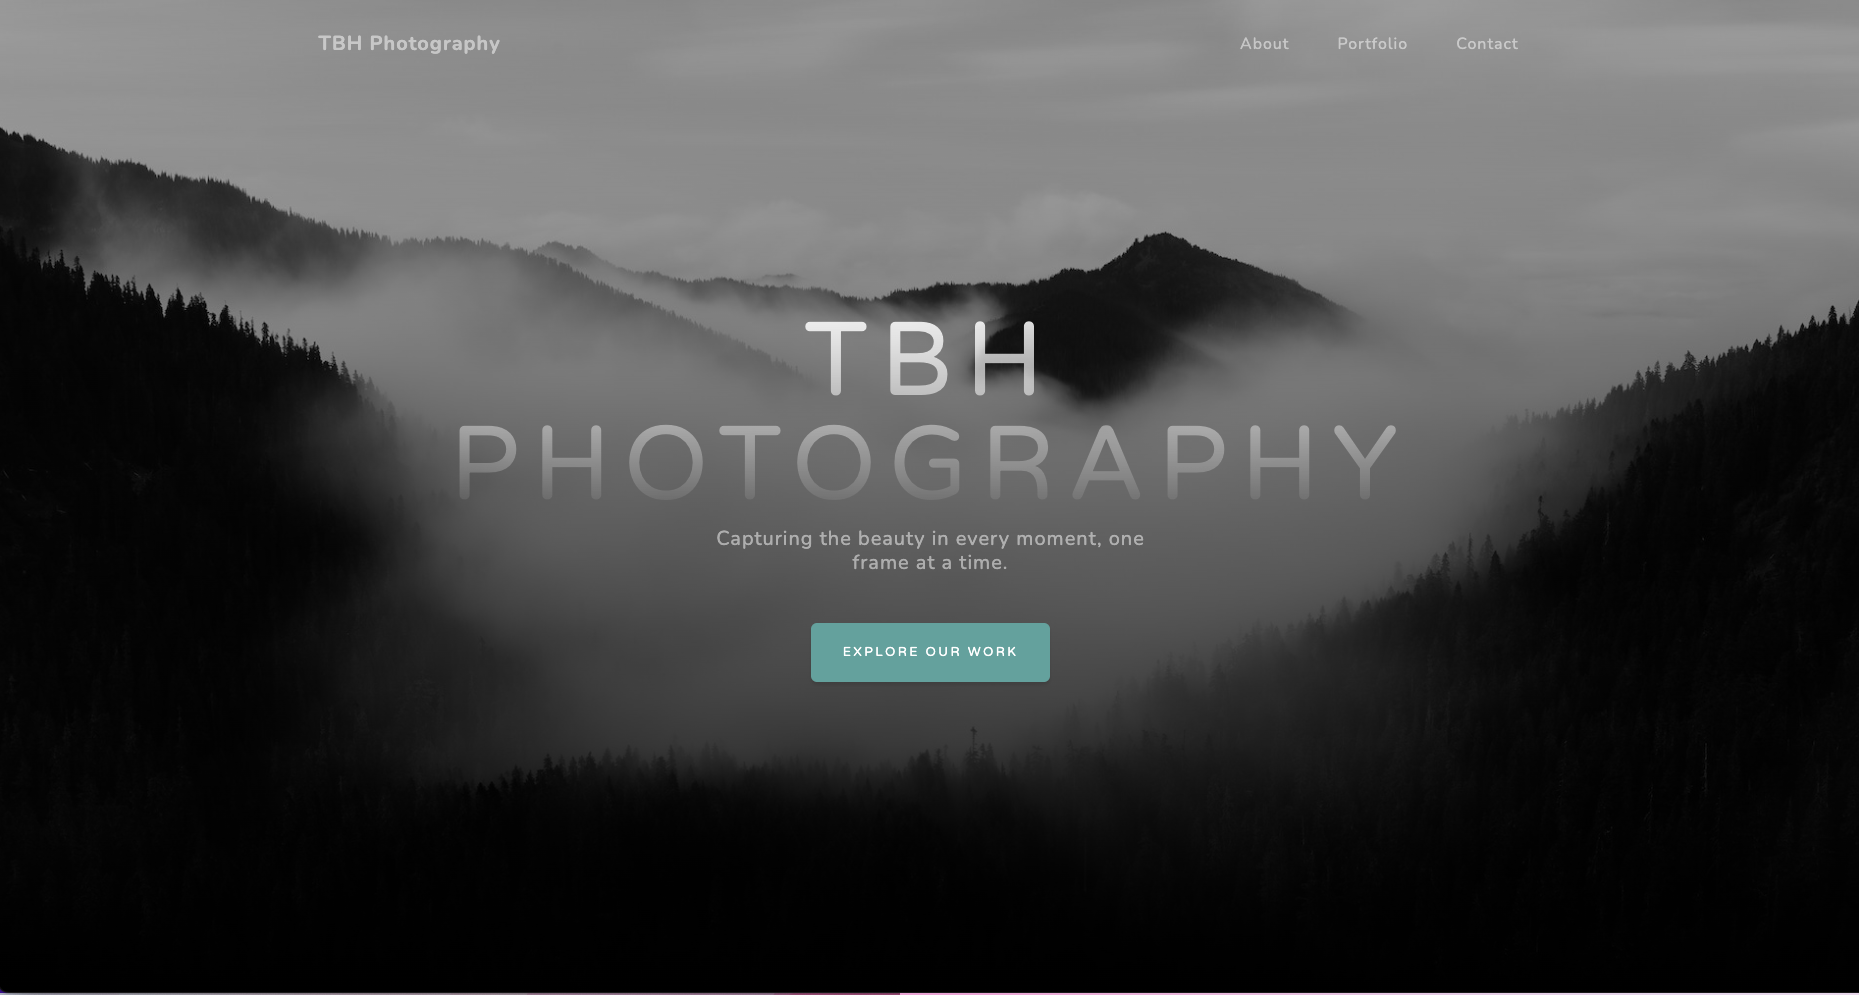 TBH Photography
About Portfolio Contact
TBH
PHOTOGRAPHY
Capturing the beauty in every moment, one
frame at a time.
EXPLORE OUR WORK